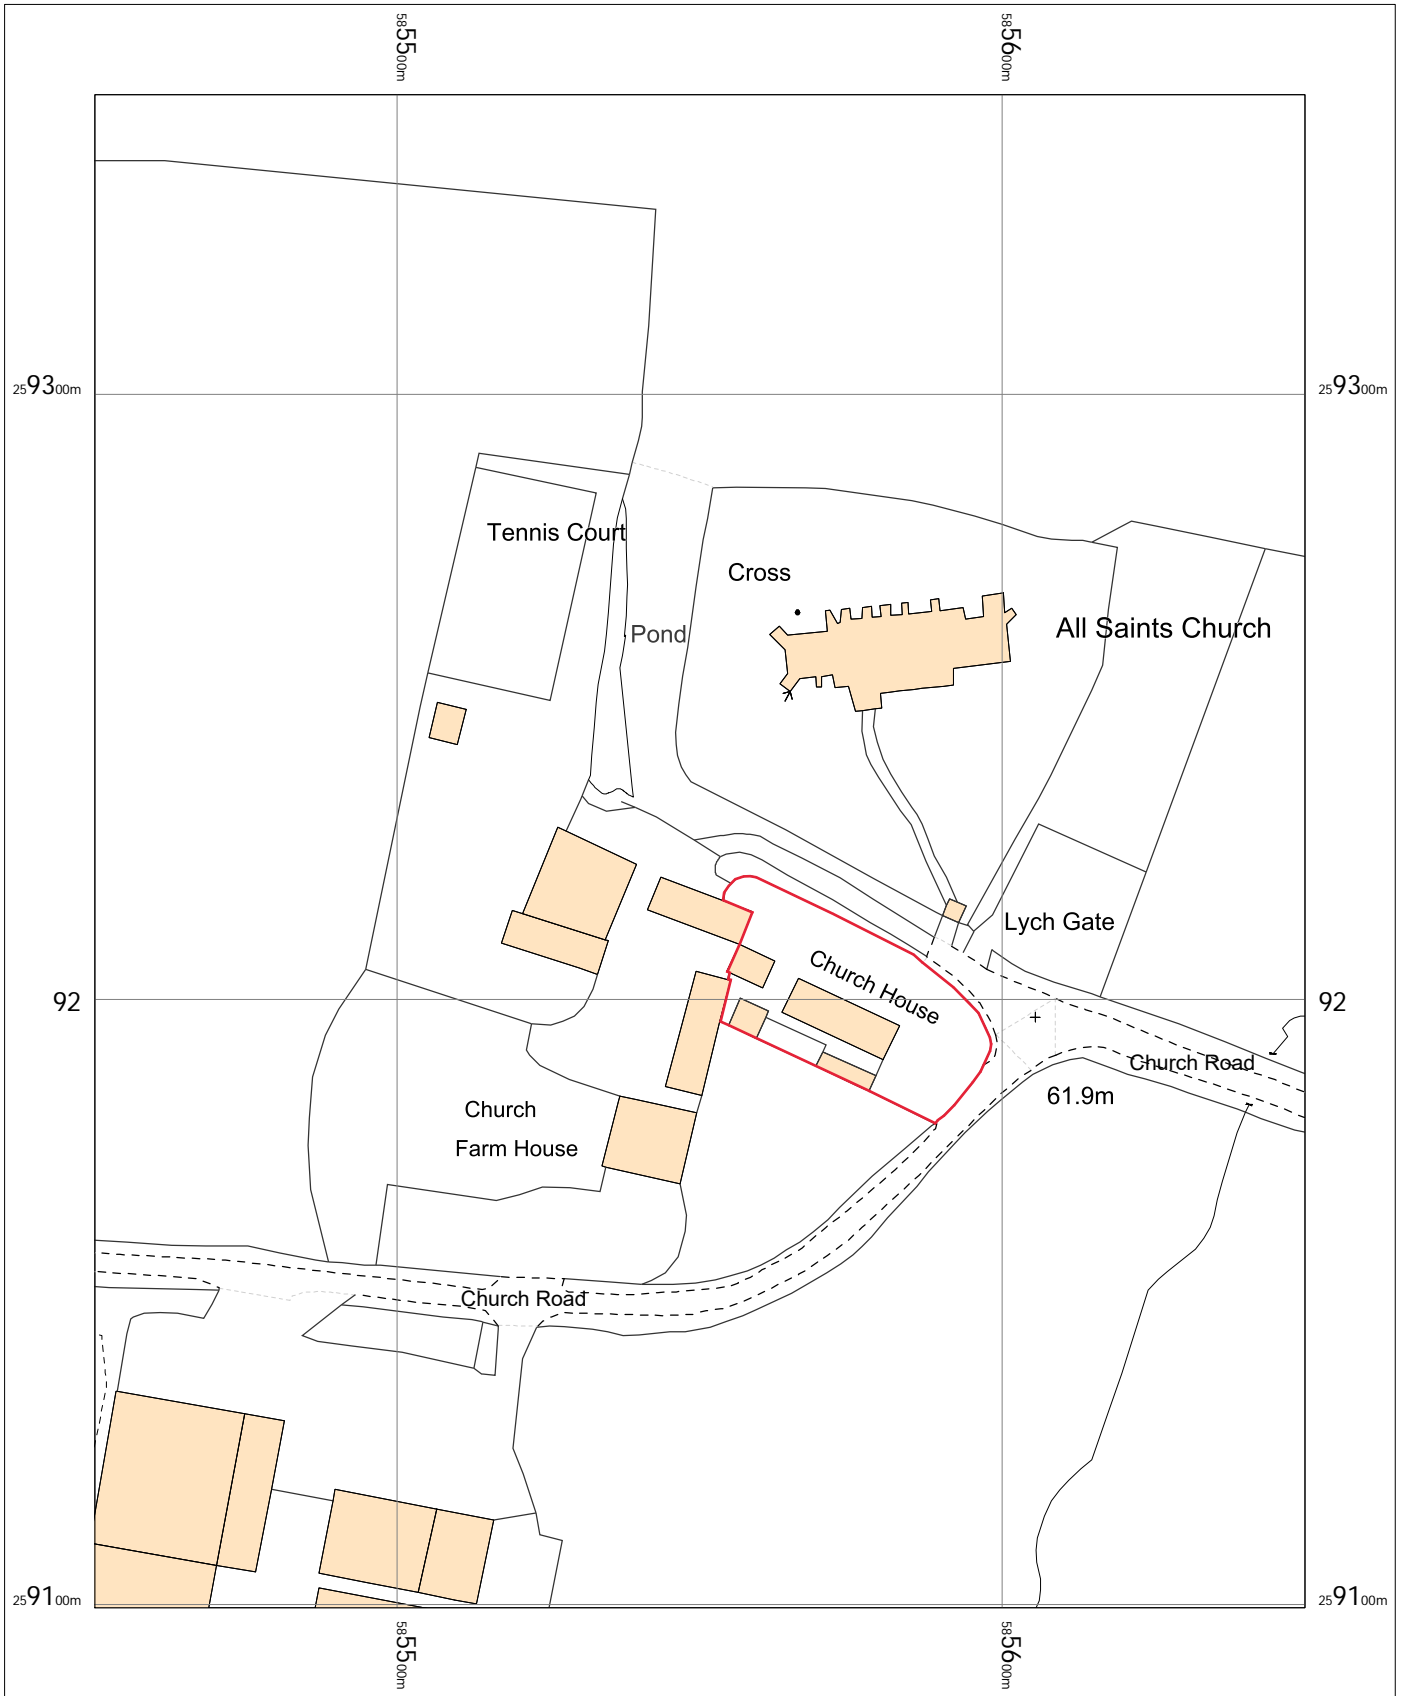 585500m
585600m
259300m
259300m
Tennis Court
Cross
All Saints Church
Pond
Lych Gate
Church House
92
92
Church Road
61.9m
Church
Farm House
Church Road
259100m
259100m
585500m
585600m